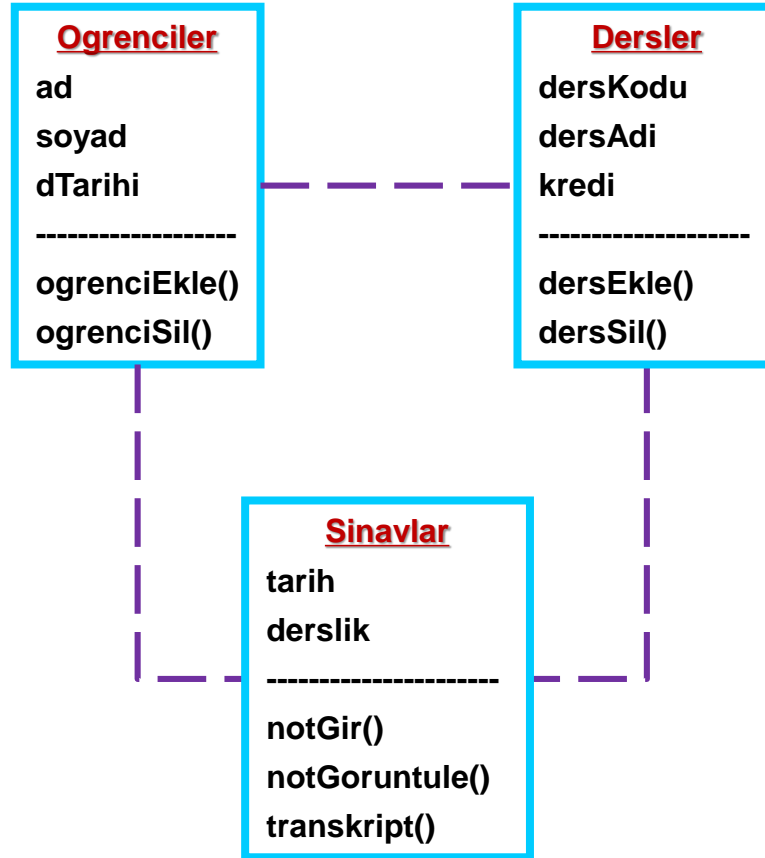 Ogrenciler
ad
soyad
dTarihi
-------------------
ogrenciEkle()
ogrenciSil()
Dersler
dersKodu
dersAdi
kredi
--------------------
dersEkle()
dersSil()
Sinavlar
tarih
derslik
----------------------
notGir()
notGoruntule()
transkript()